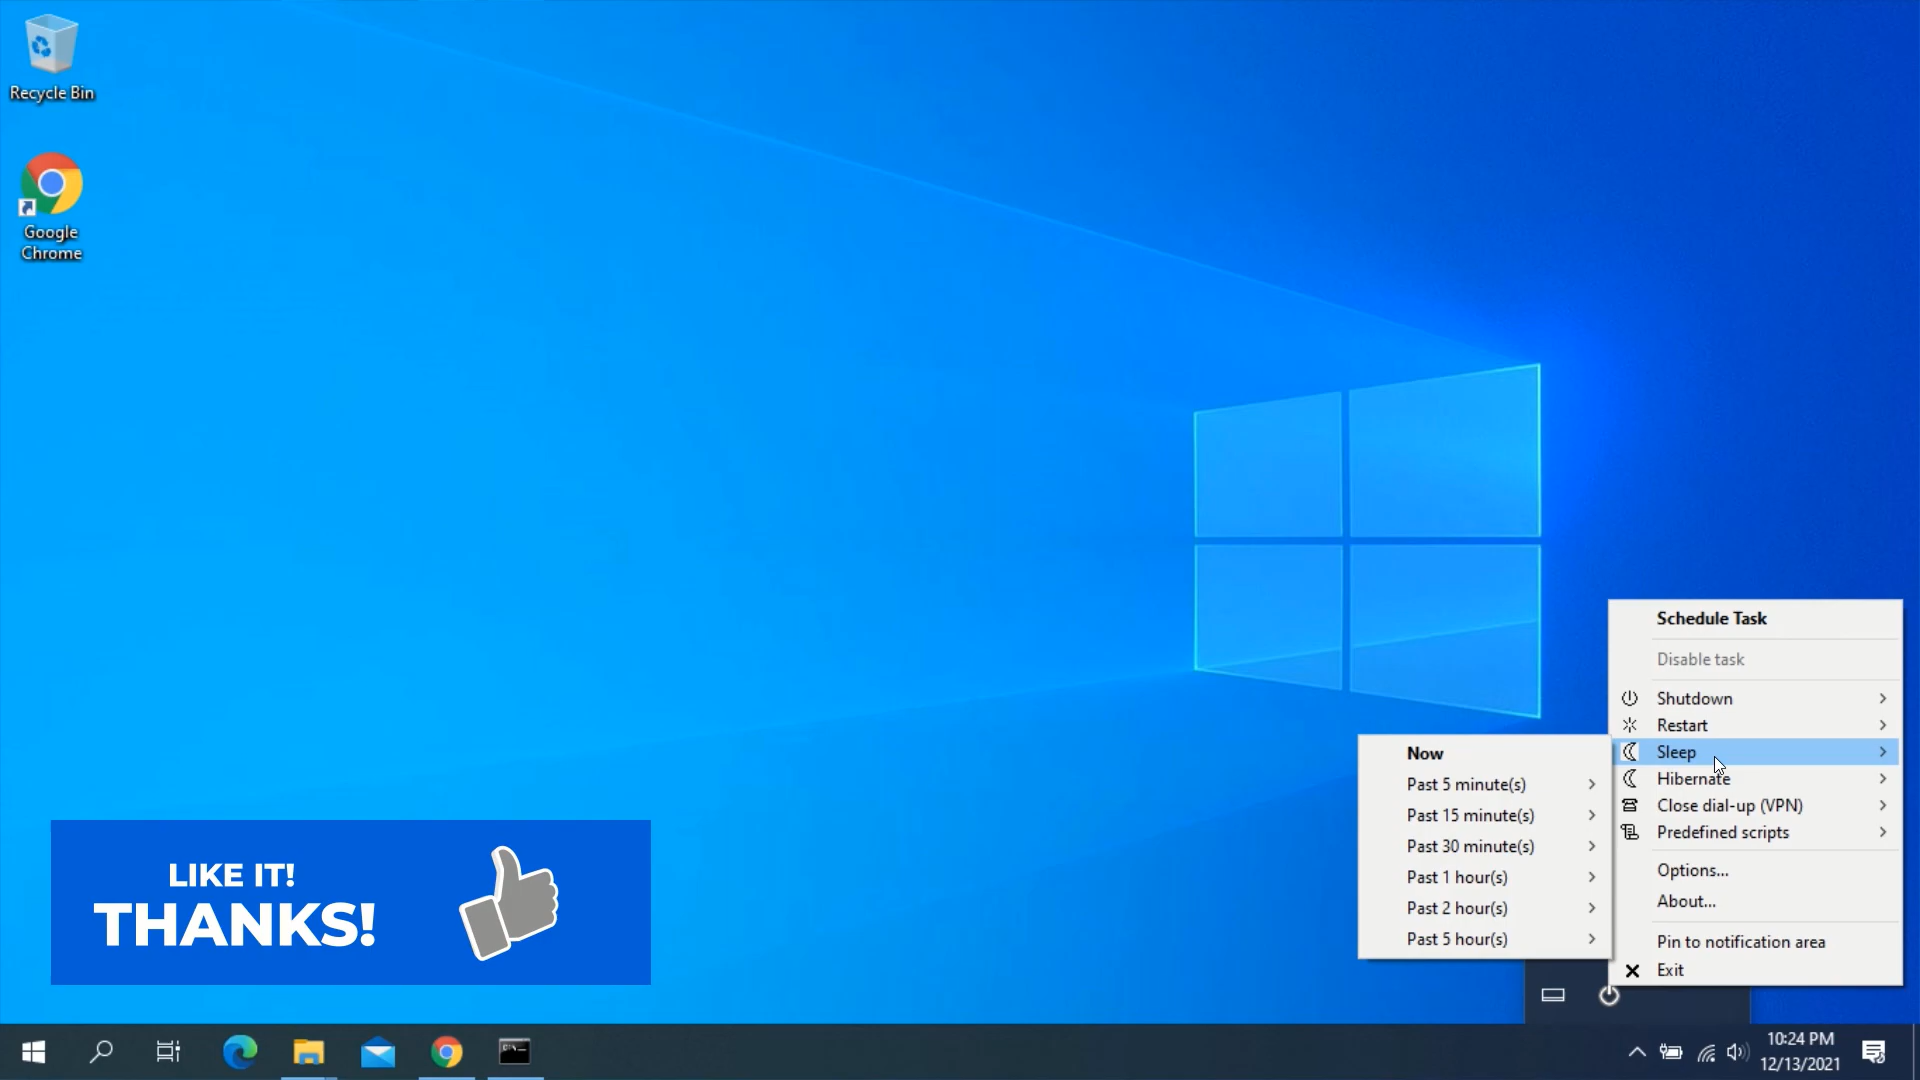 Recycle Bin
Google
Chrome
Schedule Task
Disable task
Shutdown
Restart
Sleep
Hibernate
Close dial-up (VPN)
Predefined scripts
Options...
About...
Pin to notification area
Exit
Now
Past 5 minute(s)
Past 15 minute(s)
Past 30 minute(s)
Past 1 hour(s)
Past 2 hour(s)
Past 5 hour(s)
LIKE IT!
THANKS!
10:24 PM
12/13/2021